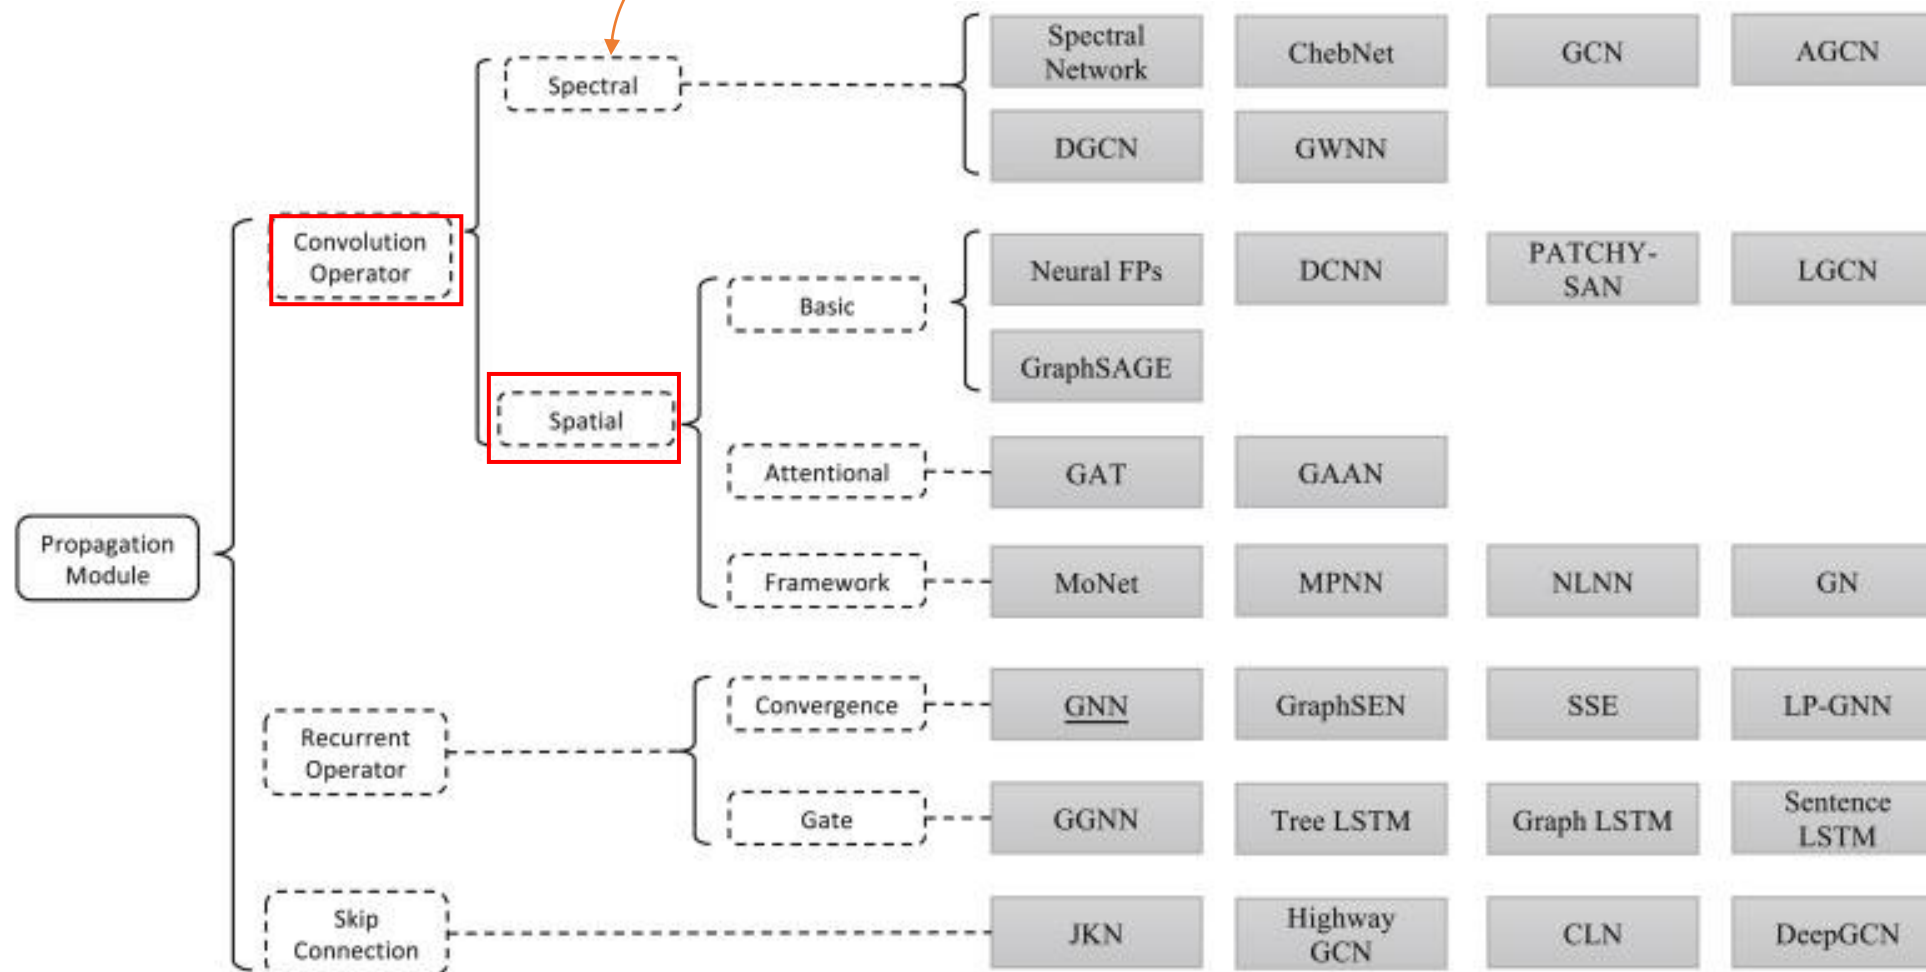 Spectral
Spectral
Network
ChebNet
GCN
AGCN
DGCN
GWNN
Convolution
Operator
Spatial
Basic
Neural FPs
DCNN
PATCHY-
SAN
LGCN
GraphSAGE
Attentional
GAT
GAAN
Framework
MoNet
MPNN
NLNN
GN
Propagation
Module
Recurrent
Operator
Convergence
GNN
GraphSEN
SSE
LP-GNN
Gate
GGNN
Tree LSTM
Graph LSTM
Sentence
LSTM
Skip
Connection
JKN
Highway
GCN
CLN
DeepGCN